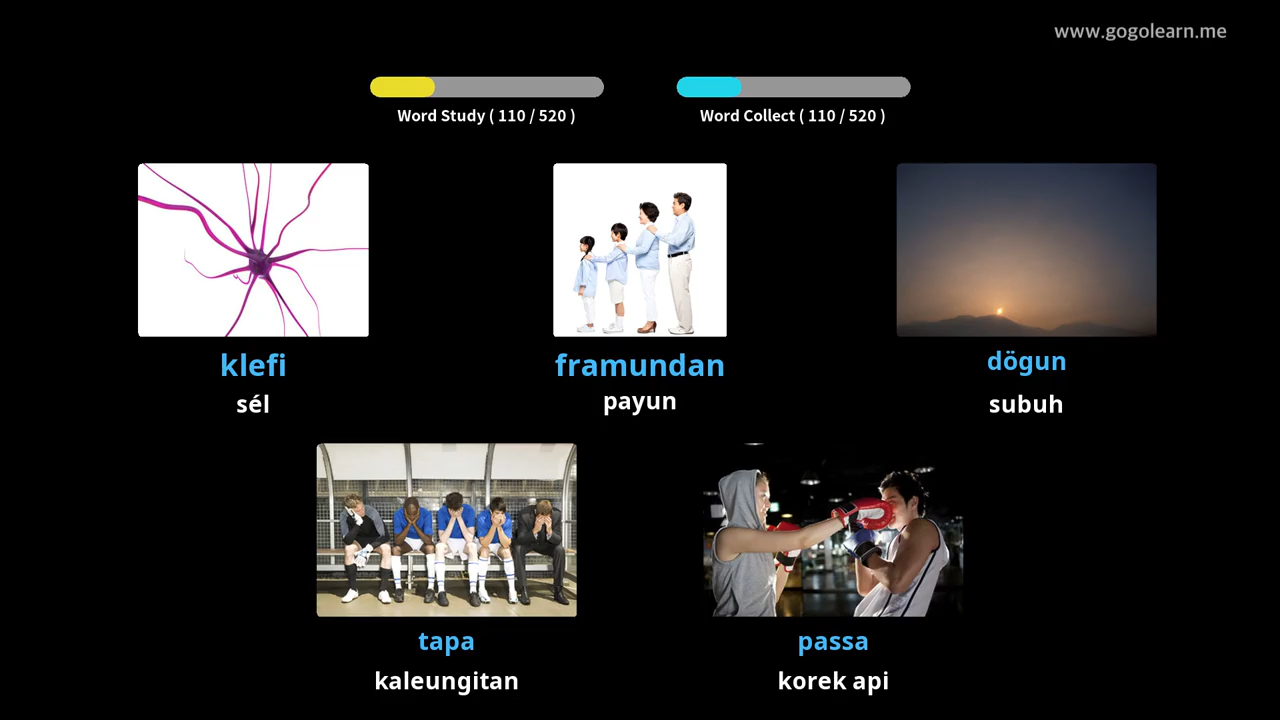 www.gogolearn.me
Word Study ( 110 / 520 )
Word Collect ( 110 / 520 )
klefi
sél
framundan
payun
dögun
subuh
tapa
kaleungitan
passa
korek api